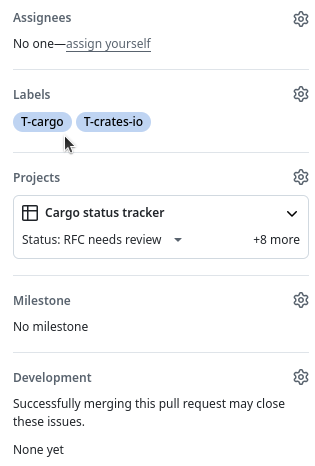 Assignees
No one—assign yourself
Labels
T-cargo T-crates-io
Projects
Cargo status tracker
Status: RFC needs review +8 more
Milestone
No milestone
Development
Successfully merging this pull request may close
these issues.
None yet